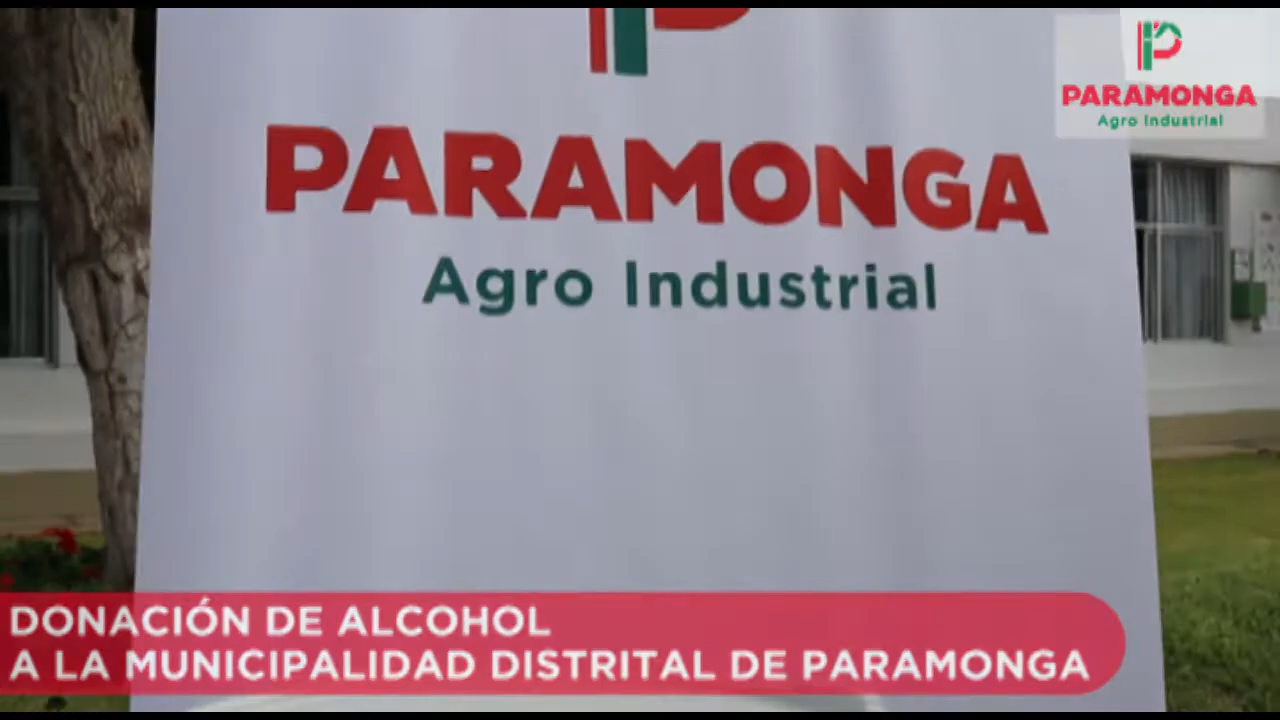 PARAMONGA
Agro Industrial
PARAMONGA
Agro Industrial
DONACIÓN DE ALCOHOL
A LA MUNICIPALIDAD DISTRITAL DE PARAMONGA